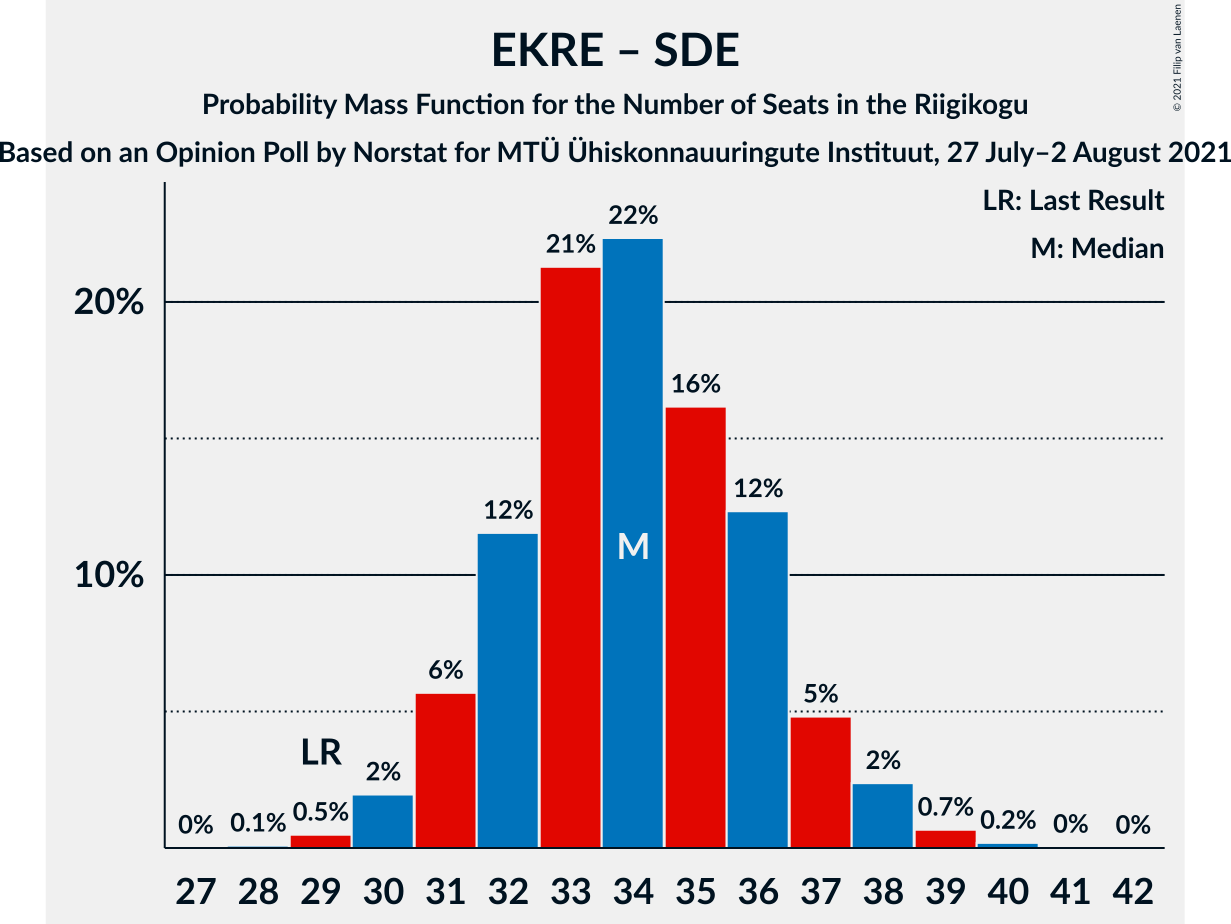 EKRE – SDE
Probability Mass Function for the Number of Seats in the Riigikogu
Based on an Opinion Poll by Norstat for MTÜ Ühiskonnauuringute Instituut, 27 July–2 August 2021
© 2021 Filip van Laenen
LR: Last Result
M: Median
20%
10%
0% 0.1% 0.5% 2% 6% 12% 21% 22% 16% 12% 5% 2% 0.7% 0.2% 0% 0%
LR
M
27 28 29 30 31 32 33 34 35 36 37 38 39 40 41 42